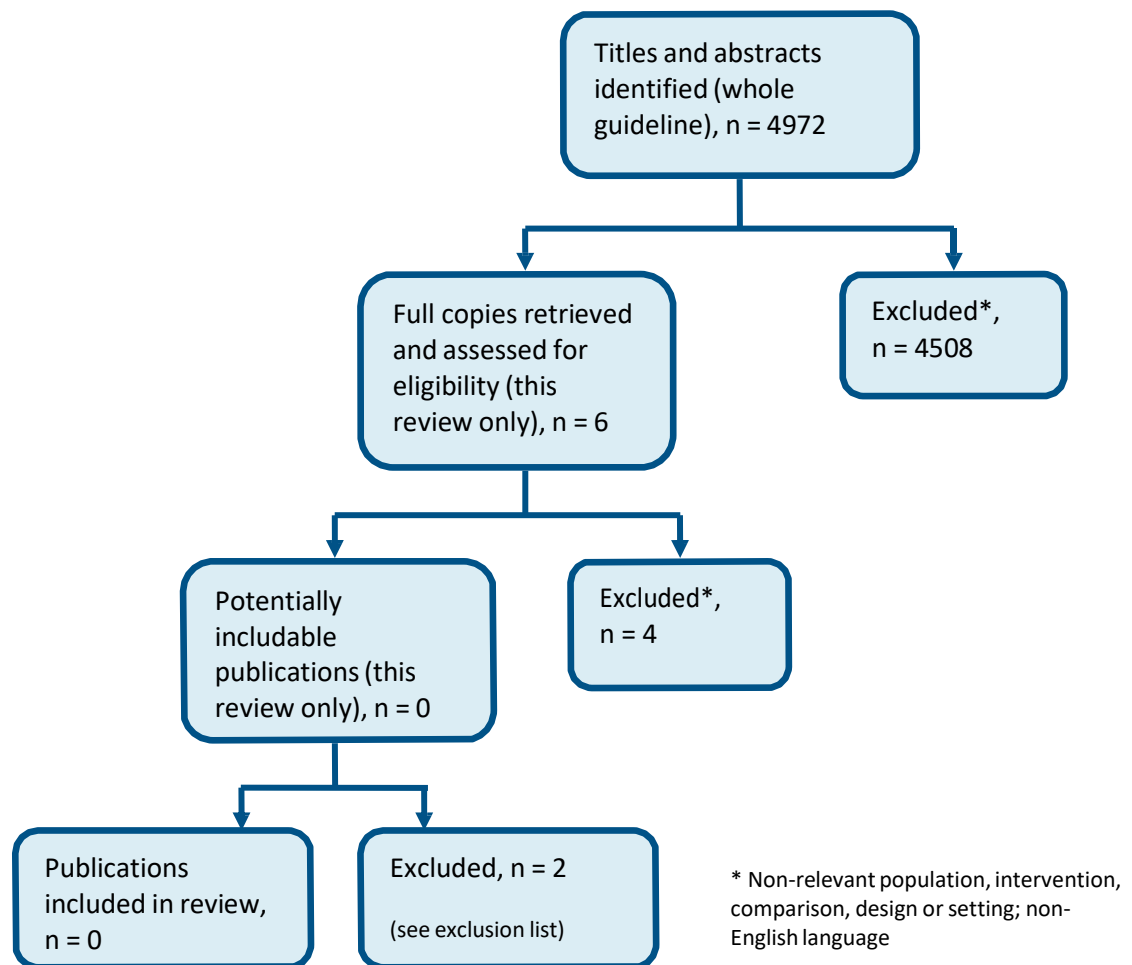 Titles and abstracts
identified (whole
guideline), n = 4972
Full copies retrieved
and assessed for
eligibility (this
review only), n = 6
Excluded*,
n = 4508
Potentially
includable
publications (this
review only), n = 0
Excluded*,
n = 4
Publications
included in review,
n = 0
Excluded, n = 2
(see exclusion list)
* Non-relevant population, intervention,
comparison, design or setting; non-
English language